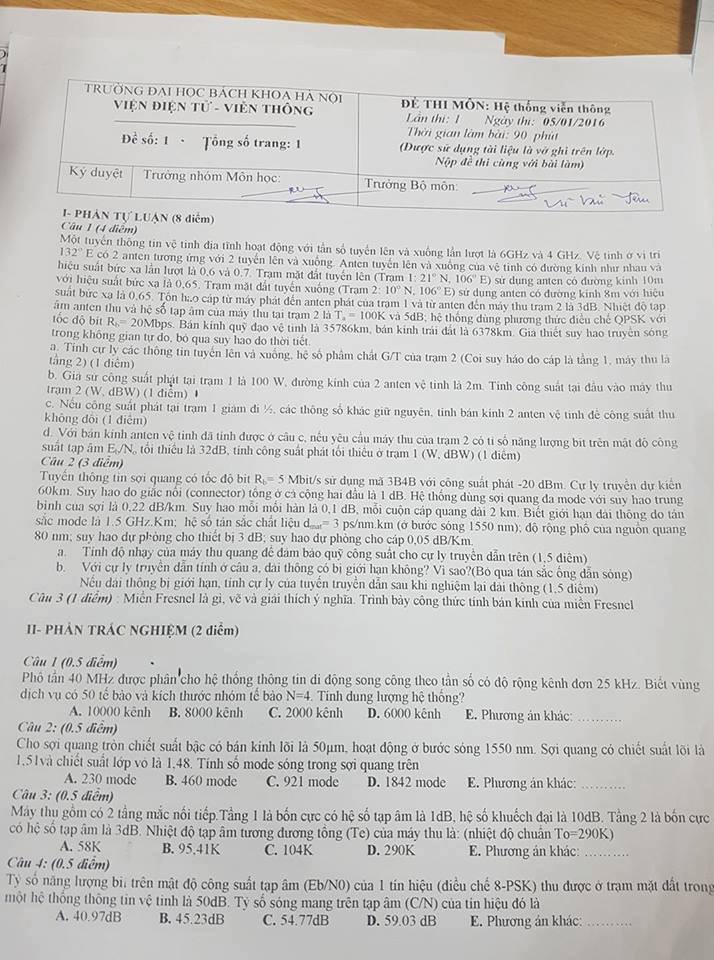 TRƯỜNG ĐẠI HỌC BÁCH KHOA HÀ NỘI
VIỆN ĐIỆN TỬ - VIỄN THÔNG
Đề số: 1 Tổng số trang: 1
ĐỀ THI MÔN: Hệ thống viễn thông
Lần thi: 1 Ngày thi: 05/01/2016
Thời gian làm bài: 90 phút
(Được sử dụng tài liệu là vở ghi trên lớp.
Nộp đề thi cùng với bài làm)
Ký duyệt Trưởng nhóm Môn học: Trưởng Bộ môn:
I- PHẦN TỰ LUẬN (8 điểm)
Câu 1 (4 điểm)
Một tuyến thông tin vệ tinh địa tĩnh hoạt động với tần số tuyến lên và xuống lần lượt là 6GHz và 4 GHz. Vệ tinh ở vị trí
132° E có 2 anten tương ứng với 2 tuyến lên và xuống. Anten tuyến lên và xuống của vệ tinh có đường kính như nhau và
hiệu suất bức xạ lần lượt là 0,6 và 0.7. Trạm mặt đất tuyến lên (Trạm 1: 21° N, 106° E) sử dụng anten có đường kính 10m
với hiệu suất bức xạ là 0,65. Trạm mặt đất tuyến xuống (Trạm 2: 10° N, 106° E) sử dụng anten có đường kính 8m với hiệu
suất bức xạ là 0.65. Tổn hao cáp từ máy phát đến anten phát của trạm 1 và từ anten đến máy thu trạm 2 là 3dB. Nhiệt độ tạp
âm anten thu và hệ số tạp âm của máy thu tại trạm 2 là Tₐ = 100K và 5dB; hệ thống dùng phương thức điều chế QPSK với
tốc độ bit R_b= 20Mbps. Bán kính quỹ đạo vệ tinh là 35786km, bán kính trái đất là 6378km. Giả thiết suy hao truyền sóng
trong không gian tự do, bỏ qua suy hao do thời tiết.
a. Tính cự ly các thông tin tuyến lên và xuống, hệ số phẩm chất G/T của trạm 2 (Coi suy hao do cáp là tầng 1, máy thu là
tầng 2) (1 điểm)
b. Giả sử công suất phát tại trạm 1 là 100 W, đường kính của 2 anten vệ tinh là 2m. Tính công suất tại đầu vào máy thu
trạm 2 (W, dBW) (1 điểm)
c. Nếu công suất phát tại trạm 1 giảm đi ½, các thông số khác giữ nguyên, tính bán kính 2 anten vệ tinh để công suất thu
không đổi (1 điểm)
d. Với bán kính anten vệ tinh đã tính được ở câu c, nếu yêu cầu máy thu của trạm 2 có tỉ số năng lượng bit trên mật độ công
suất tạp âm E_b/N₀ tối thiểu là 32dB, tính công suất phát tối thiểu ở trạm 1 (W, dBW) (1 điểm)
Câu 2 (3 điểm)
Tuyến thông tin sợi quang có tốc độ bit R_b= 5 Mbit/s sử dụng mã 3B4B với công suất phát -20 dBm. Cự ly truyền dự kiến
60km. Suy hao do giắc nối (connector) tổng ở cả cộng hai đầu là 1 dB. Hệ thống dùng sợi quang đa mode với suy hao trung
bình của sợi là 0,22 dB/km. Suy hao mỗi mối hàn là 0,1 dB, mỗi cuộn cáp quang dài 2 km. Biết giới hạn dải thông do tán
sắc mode là 1.5 GHz.Km; hệ số tán sắc chất liệu d_mat= 3 ps/nm.km (ở bước sóng 1550 nm); độ rộng phổ của nguồn quang
80 nm; suy hao dự phòng cho thiết bị 3 dB; suy hao dự phòng cho cáp 0,05 dB/Km.
a. Tính độ nhạy của máy thu quang để đảm bảo quỹ công suất cho cự ly truyền dẫn trên (1,5 điểm)
b. Với cự ly truyền dẫn tính ở câu a, dải thông có bị giới hạn không? Vì sao?(Bỏ qua tán sắc ống dẫn sóng)
Nếu dải thông bị giới hạn, tính cự ly của tuyến truyền dẫn sau khi nghiệm lại dải thông (1,5 điểm)
Câu 3 (1 điểm) : Miền Fresnel là gì, vẽ và giải thích ý nghĩa. Trình bày công thức tính bán kính của miền Fresnel
II- PHẦN TRẮC NGHIỆM (2 điểm)
Câu 1 (0.5 điểm)
Phổ tần 40 MHz được phân cho hệ thống thông tin di động song công theo tần số có độ rộng kênh đơn 25 kHz. Biết vùng
dịch vụ có 50 tế bào và kích thước nhóm tế bào N=4. Tính dung lượng hệ thống?
A. 10000 kênh B. 8000 kênh C. 2000 kênh D. 6000 kênh E. Phương án khác: ............
Câu 2: (0.5 điểm)
Cho sợi quang tròn chiết suất bậc có bán kính lõi là 50μm, hoạt động ở bước sóng 1550 nm. Sợi quang có chiết suất lõi là
1.51và chiết suất lớp vỏ là 1,48. Tính số mode sóng trong sợi quang trên
A. 230 mode B. 460 mode C. 921 mode D. 1842 mode E. Phương án khác: ............
Câu 3: (0.5 điểm)
Máy thu gồm có 2 tầng mắc nối tiếp.Tầng 1 là bốn cực có hệ số tạp âm là 1dB, hệ số khuếch đại là 10dB. Tầng 2 là bốn cực
có hệ số tạp âm là 3dB. Nhiệt độ tạp âm tương đương tổng (Te) của máy thu là: (nhiệt độ chuẩn To=290K)
A. 58K B. 95,41K C. 104K D. 290K E. Phương án khác: ............
Câu 4: (0.5 điểm)
Tỷ số năng lượng bit trên mật độ công suất tạp âm (Eb/N0) của 1 tín hiệu (điều chế 8-PSK) thu được ở trạm mặt đất trong
một hệ thống thông tin vệ tinh là 50dB. Tỷ số sóng mang trên tạp âm (C/N) của tín hiệu đó là
A. 40.97dB B. 45.23dB C. 54.77dB D. 59.03 dB E. Phương án khác: ............